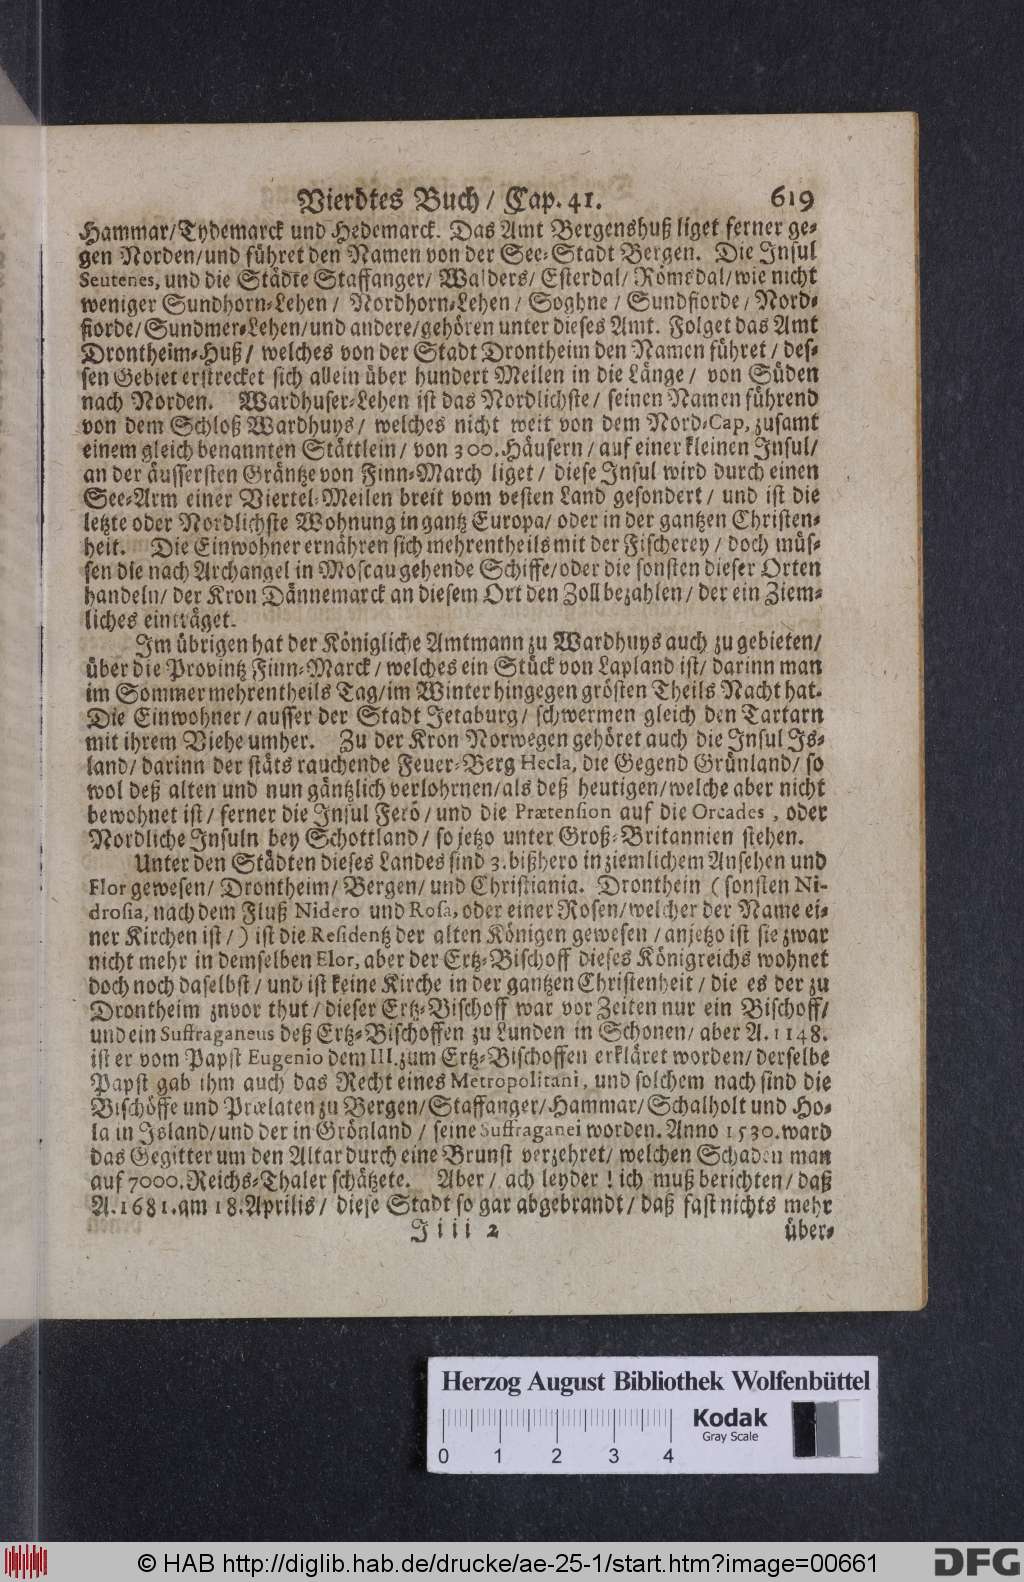 Vierdtes Buch / Cap. 41. 619
Hammar/Tydemarck und Hedemarck. Das Amt Bergenshuß liget ferner ge-
gen Norden/und führet den Namen von der See-Stadt Bergen. Die Insul
Seutenes, und die Städte Staffanger/ Walders/ Esterdal/ Römsdal/wie nicht
weniger Sundhorn-Lehen / Nordhorn-Lehen / Soghne / Sundfiorde / Nord-
fiorde/Sundmer-Lehen/und andere/gehören unter dieses Amt. Folget das Amt
Drontheim-Huß/ welches von der Stadt Drontheim den Namen führet / des-
sen Gebiet erstrecket sich allein über hundert Meilen in die Länge / von Süden
nach Norden. Wardhuser-Lehen ist das Nordlichste / seinen Namen führend
von dem Schloß Wardhuys / welches nicht weit von dem Nord-Cap, zusamt
einem gleich benannten Stättlein / von 300. Häusern / auf einer kleinen Insul/
an der äussersten Gräntze von Finn-March liget / diese Insul wird durch einen
See-Arm einer Viertel-Meilen breit vom vesten Land gesondert / und ist die
letzte oder Nordlichste Wohnung in gantz Europa/ oder in der gantzen Christen-
heit. Die Einwohner ernähren sich mehrentheils mit der Fischerey / doch müs-
sen die nach Archangel in Moscau gehende Schiffe/oder die sonsten dieser Orten
handeln/ der Kron Dännemarck an diesem Ort den Zoll bezahlen / der ein Ziem-
liches einträget.
Im übrigen hat der Königliche Amtmann zu Wardhuys auch zu gebieten/
über die Provintz Finn-Marck / welches ein Stück von Lapland ist/ darinn man
im Sommer mehrentheils Tag/im Winter hingegen grösten Theils Nacht hat.
Die Einwohner / ausser der Stadt Jetaburg / schwermen gleich den Tartarn
mit ihrem Viehe umher. Zu der Kron Norwegen gehöret auch die Insul Is-
land/ darinn der stäts rauchende Feuer-Berg Hecla, die Gegend Grünland/ so
wol deß alten und nun gäntzlich verlohrnen/als deß heutigen/welche aber nicht
bewohnet ist / ferner die Insul Ferö / und die Prætension auf die Orcades, oder
Nordliche Insuln bey Schottland / so jetzo unter Groß-Britannien stehen.
Unter den Städten dieses Landes sind 3. bißhero in ziemlichem Ansehen und
Flor gewesen/ Drontheim/ Bergen/ und Christiania. Drontheim ( sonsten Ni-
drosia, nach dem Fluß Nidero und Rosa, oder einer Rosen/welcher der Name ei-
ner Kirchen ist / ) ist die Residentz der alten Königen gewesen / anjetzo ist sie zwar
nicht mehr in demselben Flor, aber der Ertz-Bischoff dieses Königreichs wohnet
doch noch daselbst / und ist keine Kirche in der gantzen Christenheit / die es der zu
Drontheim znvor thut / dieser Ertz-Bischoff war vor Zeiten nur ein Bischoff/
und ein Suffraganeus deß Ertz-Bischoffen zu Lunden in Schonen/ aber A. 1148.
ist er vom Papst Eugenio dem III. zum Ertz-Bischoffen erkläret worden/ derselbe
Papst gab ihm auch das Recht eines Metropolitani, und solchem nach sind die
Bischöffe und Prælaten zu Bergen/Staffanger/Hammar/Schalholt und Ho-
la in Island/und der in Grönland / seine Suffraganei worden. Anno 1530. ward
das Gegitter um den Altar durch eine Brunst verzehret/ welchen Schaden man
auf 7000. Reichs-Thaler schätzete. Aber / ach leyder ! ich muß berichten / daß
A. 1681. am 18. Aprilis / diese Stadt so gar abgebrandt / daß fast nichts mehr
Iiii 2 über-
Herzog August Bibliothek Wolfenbüttel
Kodak
Gray Scale
0 1 2 3 4
© HAB http://diglib.hab.de/drucke/ae-25-1/start.htm?image=00661
DFG